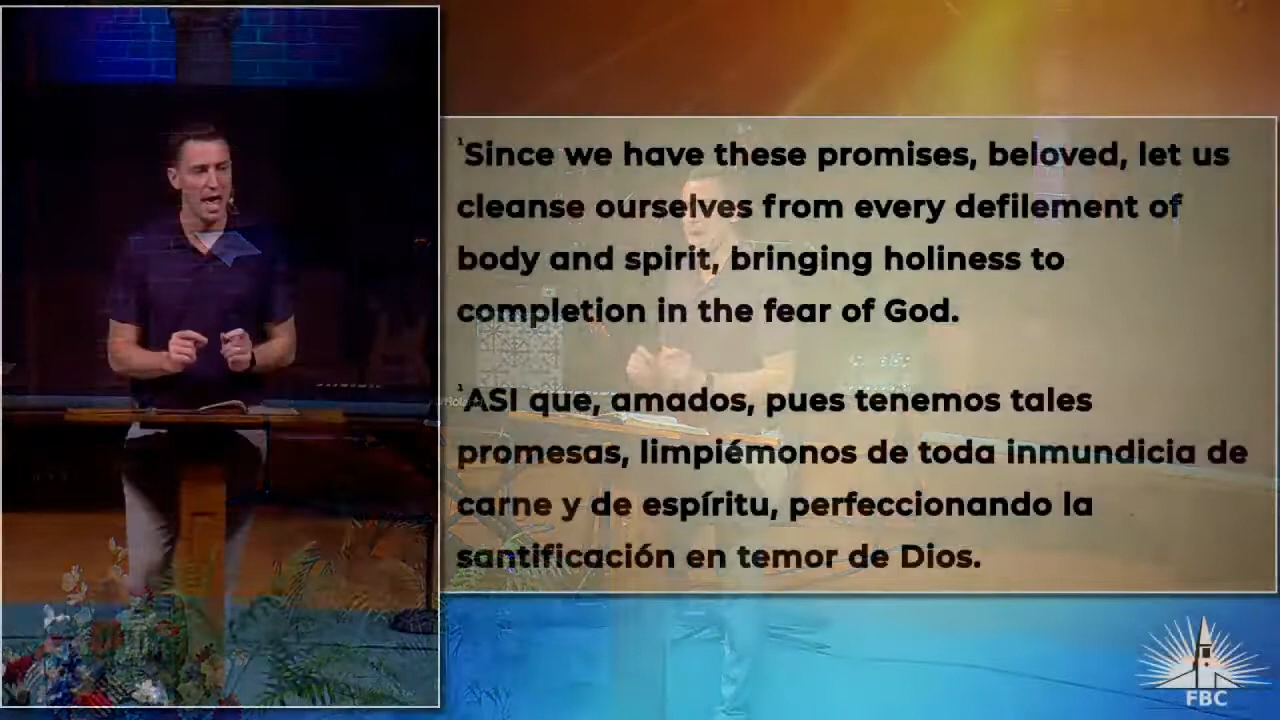 ¹Since we have these promises, beloved, let us
cleanse ourselves from every defilement of
body and spirit, bringing holiness to
completion in the fear of God.
¹ASI que, amados, pues tenemos tales
promesas, limpiémonos de toda inmundicia de
carne y de espíritu, perfeccionando la
santificación en temor de Dios.
FBC